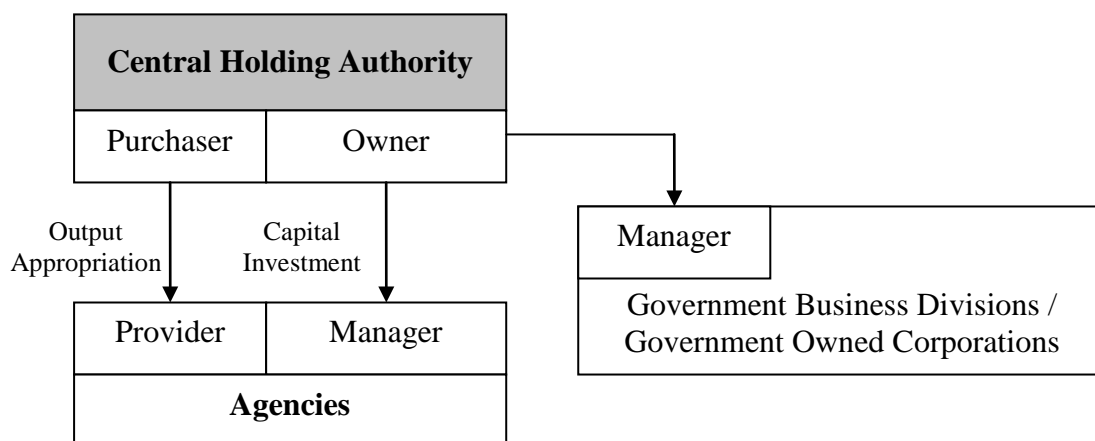 Central Holding Authority
Purchaser
Owner
Output
Appropriation
Capital
Investment
Manager
Government Business Divisions /
Government Owned Corporations
Provider
Manager
Agencies